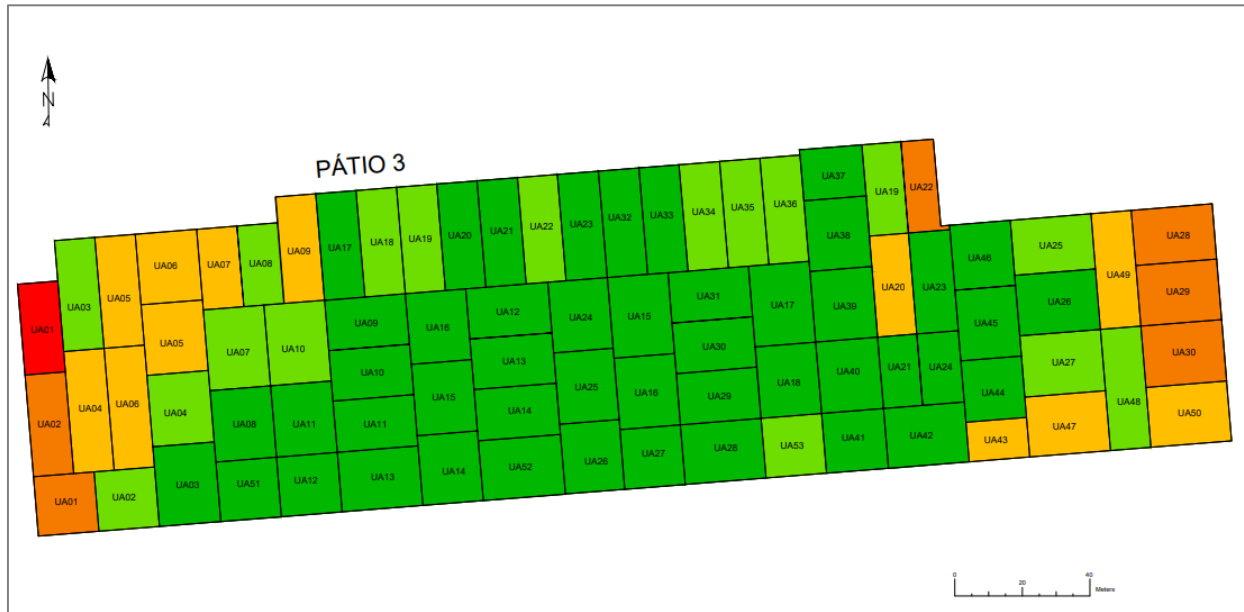 N
PÁTIO 3
UA37
UA19
UA22
UA17
UA18
UA19
UA20
UA21
UA22
UA23
UA32
UA33
UA34
UA35
UA36
UA38
UA03
UA05
UA06
UA07
UA08
UA09
UA20
UA23
UA46
UA25
UA49
UA28
UA01
UA05
UA07
UA10
UA09
UA16
UA12
UA24
UA15
UA31
UA17
UA39
UA45
UA26
UA29
UA02
UA04
UA06
UA04
UA08
UA11
UA10
UA15
UA13
UA25
UA16
UA30
UA18
UA40
UA21
UA24
UA44
UA27
UA48
UA30
UA11
UA14
UA29
UA01
UA02
UA03
UA51
UA12
UA13
UA14
UA52
UA26
UA27
UA28
UA53
UA41
UA42
UA43
UA47
UA50
0 20 40
Meters